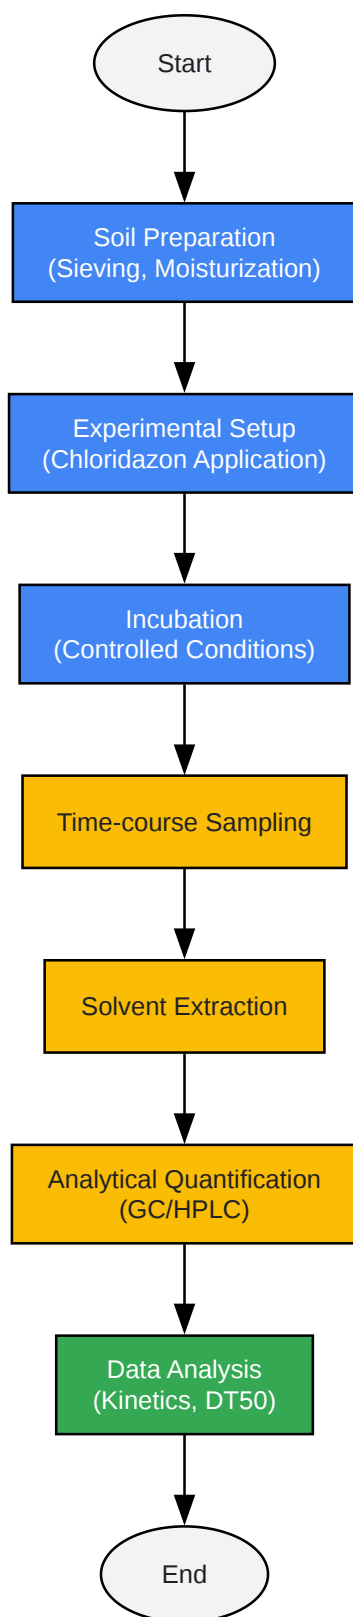 Start
Soil Preparation
(Sieving, Moisturization)
Experimental Setup
(Chloridazon Application)
Incubation
(Controlled Conditions)
Time-course Sampling
Solvent Extraction
Analytical Quantification
(GC/HPLC)
Data Analysis
(Kinetics, DT50)
End